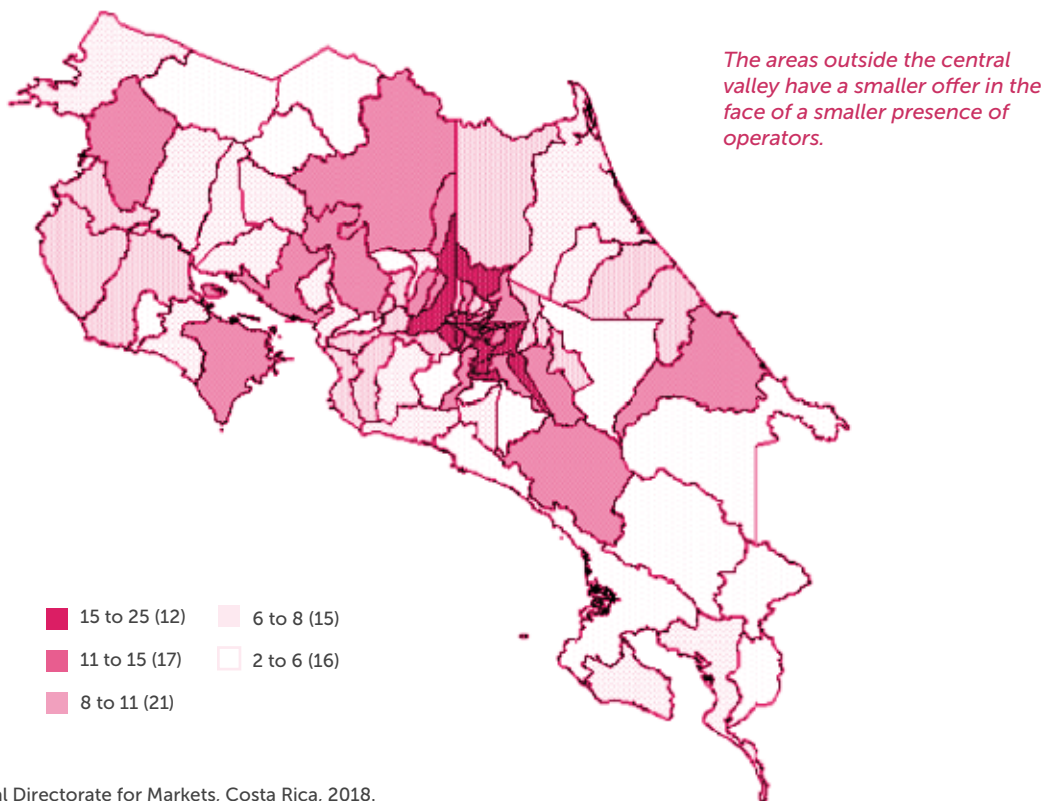 The areas outside the central
valley have a smaller offer in the
face of a smaller presence of
operators.
15 to 25 (12)
6 to 8 (15)
11 to 15 (17)
2 to 6 (16)
8 to 11 (21)
Directorate for Markets, Costa Rica, 2018.